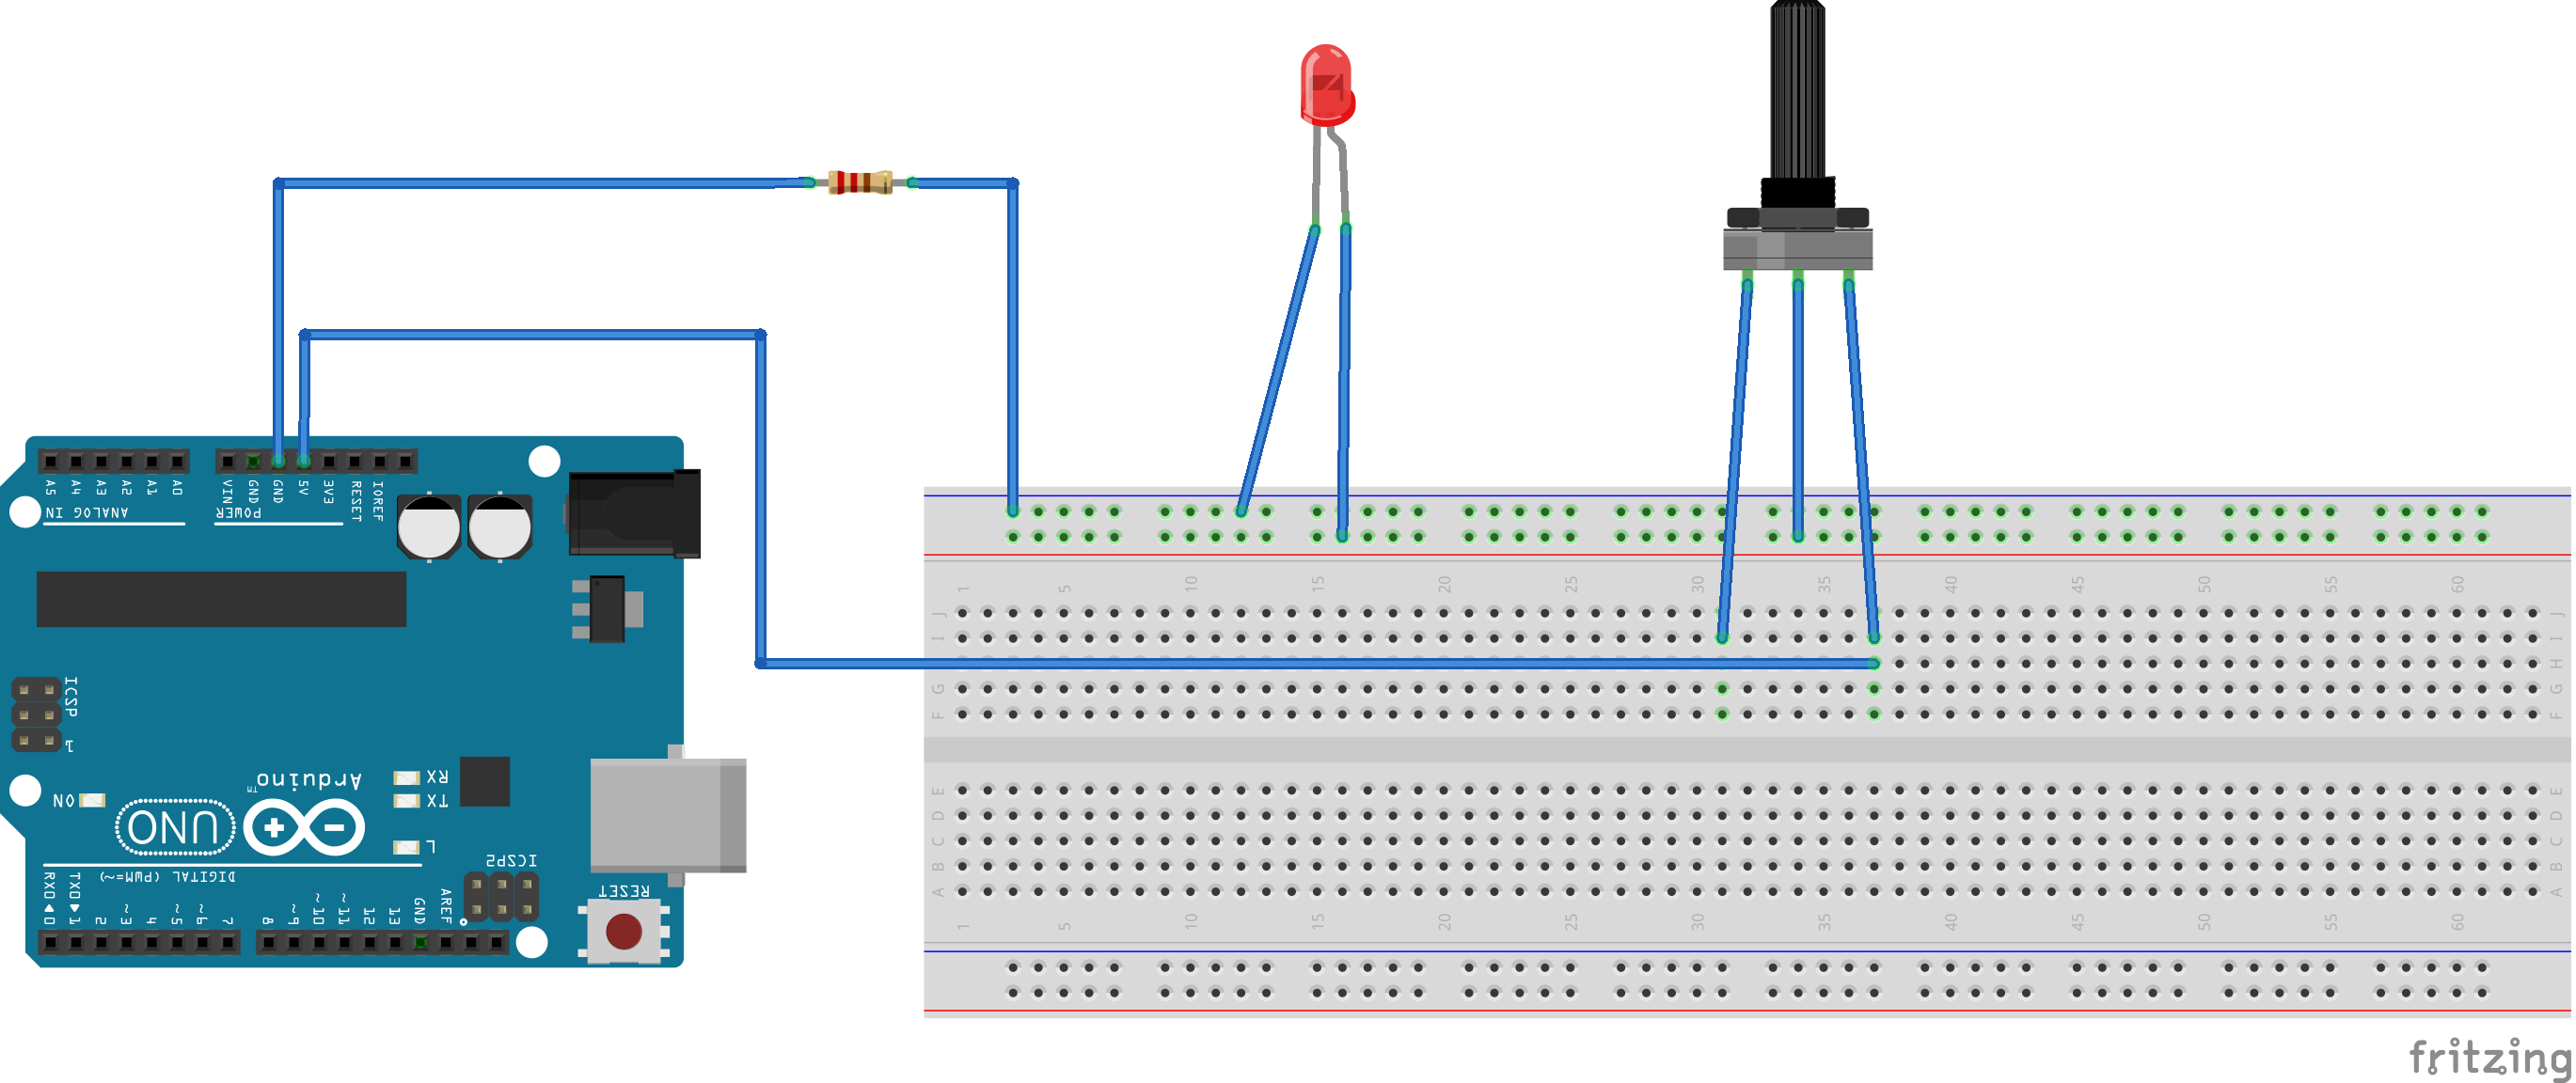 A5 A4 A3 A2 A1 A0 VIN GND GND 5V 3V3 RESET IOREF
ANALOG IN POWER
ICSP
1
Arduino™
RX
ON TX
UNO
L
ICSP2
DIGITAL (PWM=~)
RESET
RX0◀0 TX0▶1 2 ~3 4 ~5 ~6 7 8 ~9 ~10 ~11 12 13 GND AREF
1 5 10 15 20 25 30 35 40 45 50 55 60
J J
I I
H H
G G
F F
E E
D D
C C
B B
A A
1 5 10 15 20 25 30 35 40 45 50 55 60
fritzing